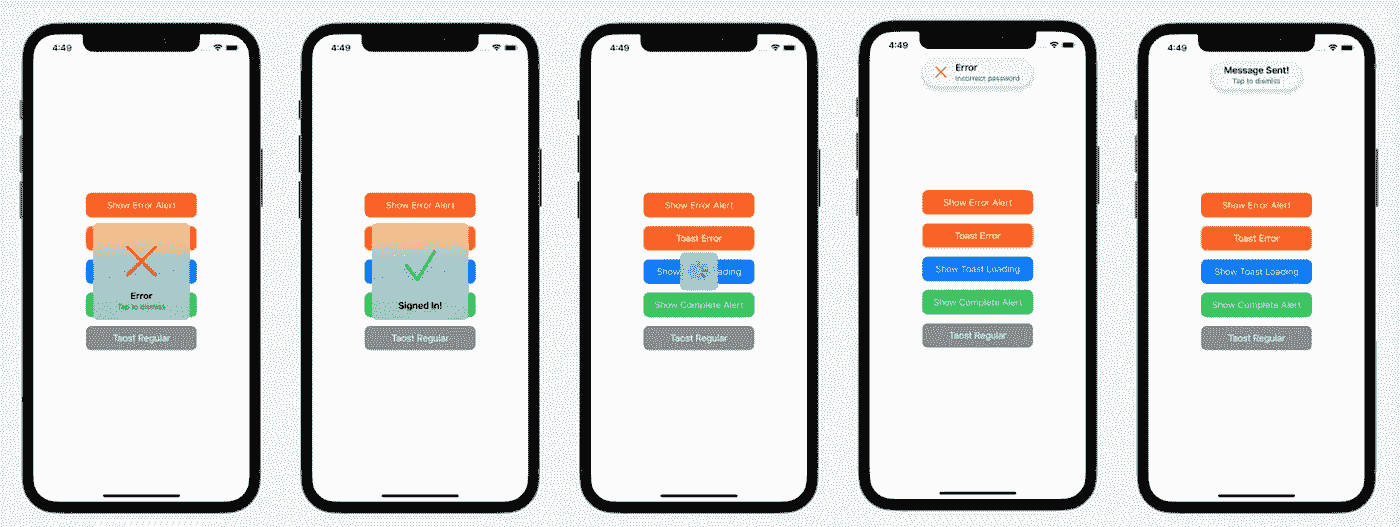 4:49
Show Error Alert
Error
Tap to dismiss
Taost Regular
4:49
Show Error Alert
Signed In!
Taost Regular
4:49
Show Error Alert
Toast Error
Show
ading
Show Complete Alert
Taost Regular
4:49
Error
Incorrect password
Show Error Alert
Toast Error
Show Toast Loading
Show Complete Alert
Taost Regular
4:49
Message Sent!
Tap to dismiss
Show Error Alert
Toast Error
Show Toast Loading
Show Complete Alert
Taost Regular